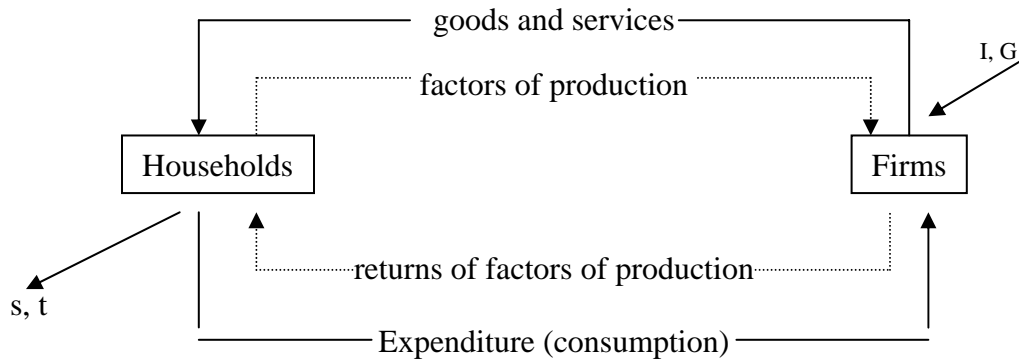 goods and services
I, G
factors of production
Households
Firms
returns of factors of production
s, t
Expenditure (consumption)